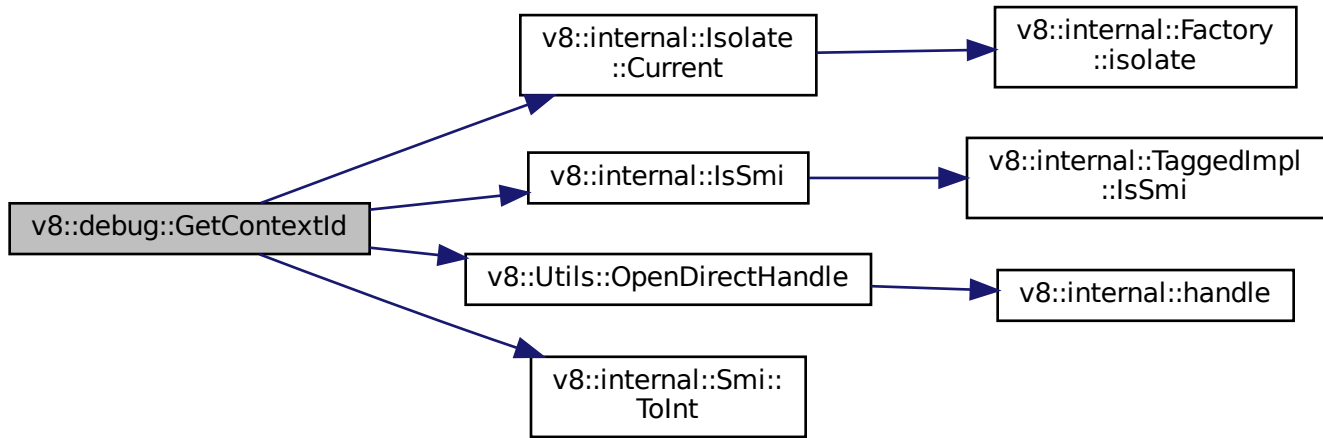 v8::debug::GetContextId
v8::internal::Isolate
::Current
v8::internal::Factory
::isolate
v8::internal::IsSmi
v8::internal::TaggedImpl
::IsSmi
v8::Utils::OpenDirectHandle
v8::internal::handle
v8::internal::Smi::
ToInt